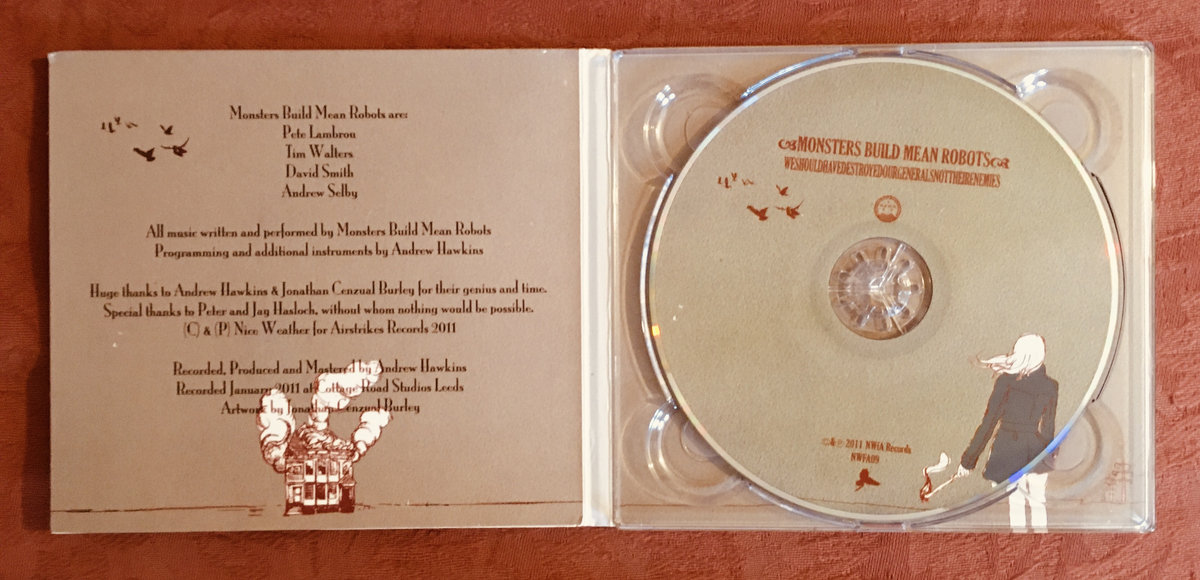 Monsters Build Mean Robots are:
Pete Lambrou
Tim Walters
David Smith
Andrew Selby
All music written and performed by Monsters Build Mean Robots
Programming and additional instruments by Andrew Hawkins
Huge thanks to Andrew Hawkins & Jonathan Cenzual Burley for their genius and time.
Special thanks to Peter and Jag Hasloch, without whom nothing would be possible.
(C) & (P) Nice Weather for Airstrikes Records 2011
Recorded, Produced and Mastered by Andrew Hawkins
Recorded January 2011 at Cottage Road Studios Leeds
Artwork by Jonathan Cenzual Burley
MONSTERS BUILD MEAN ROBOTS
WESHOULDHAVEDESTROYEDOURGENERALSNOTTHEIRENEMIES
©& ℗ 2011 NWfA Records
NWFA09